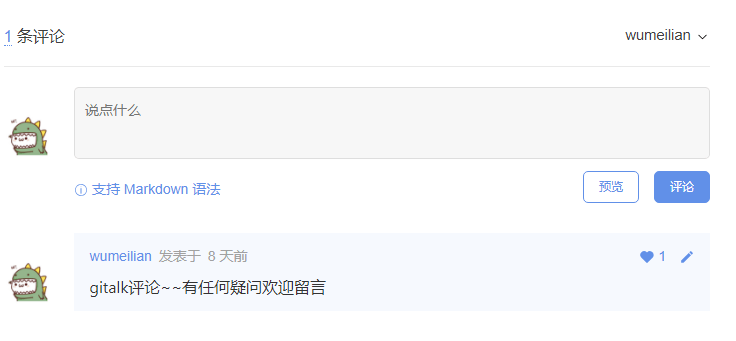 1 条评论
wumeilian
说点什么
支持 Markdown 语法
预览
评论
wumeilian 发表于 8 天前
1
gitalk评论~~有任何疑问欢迎留言